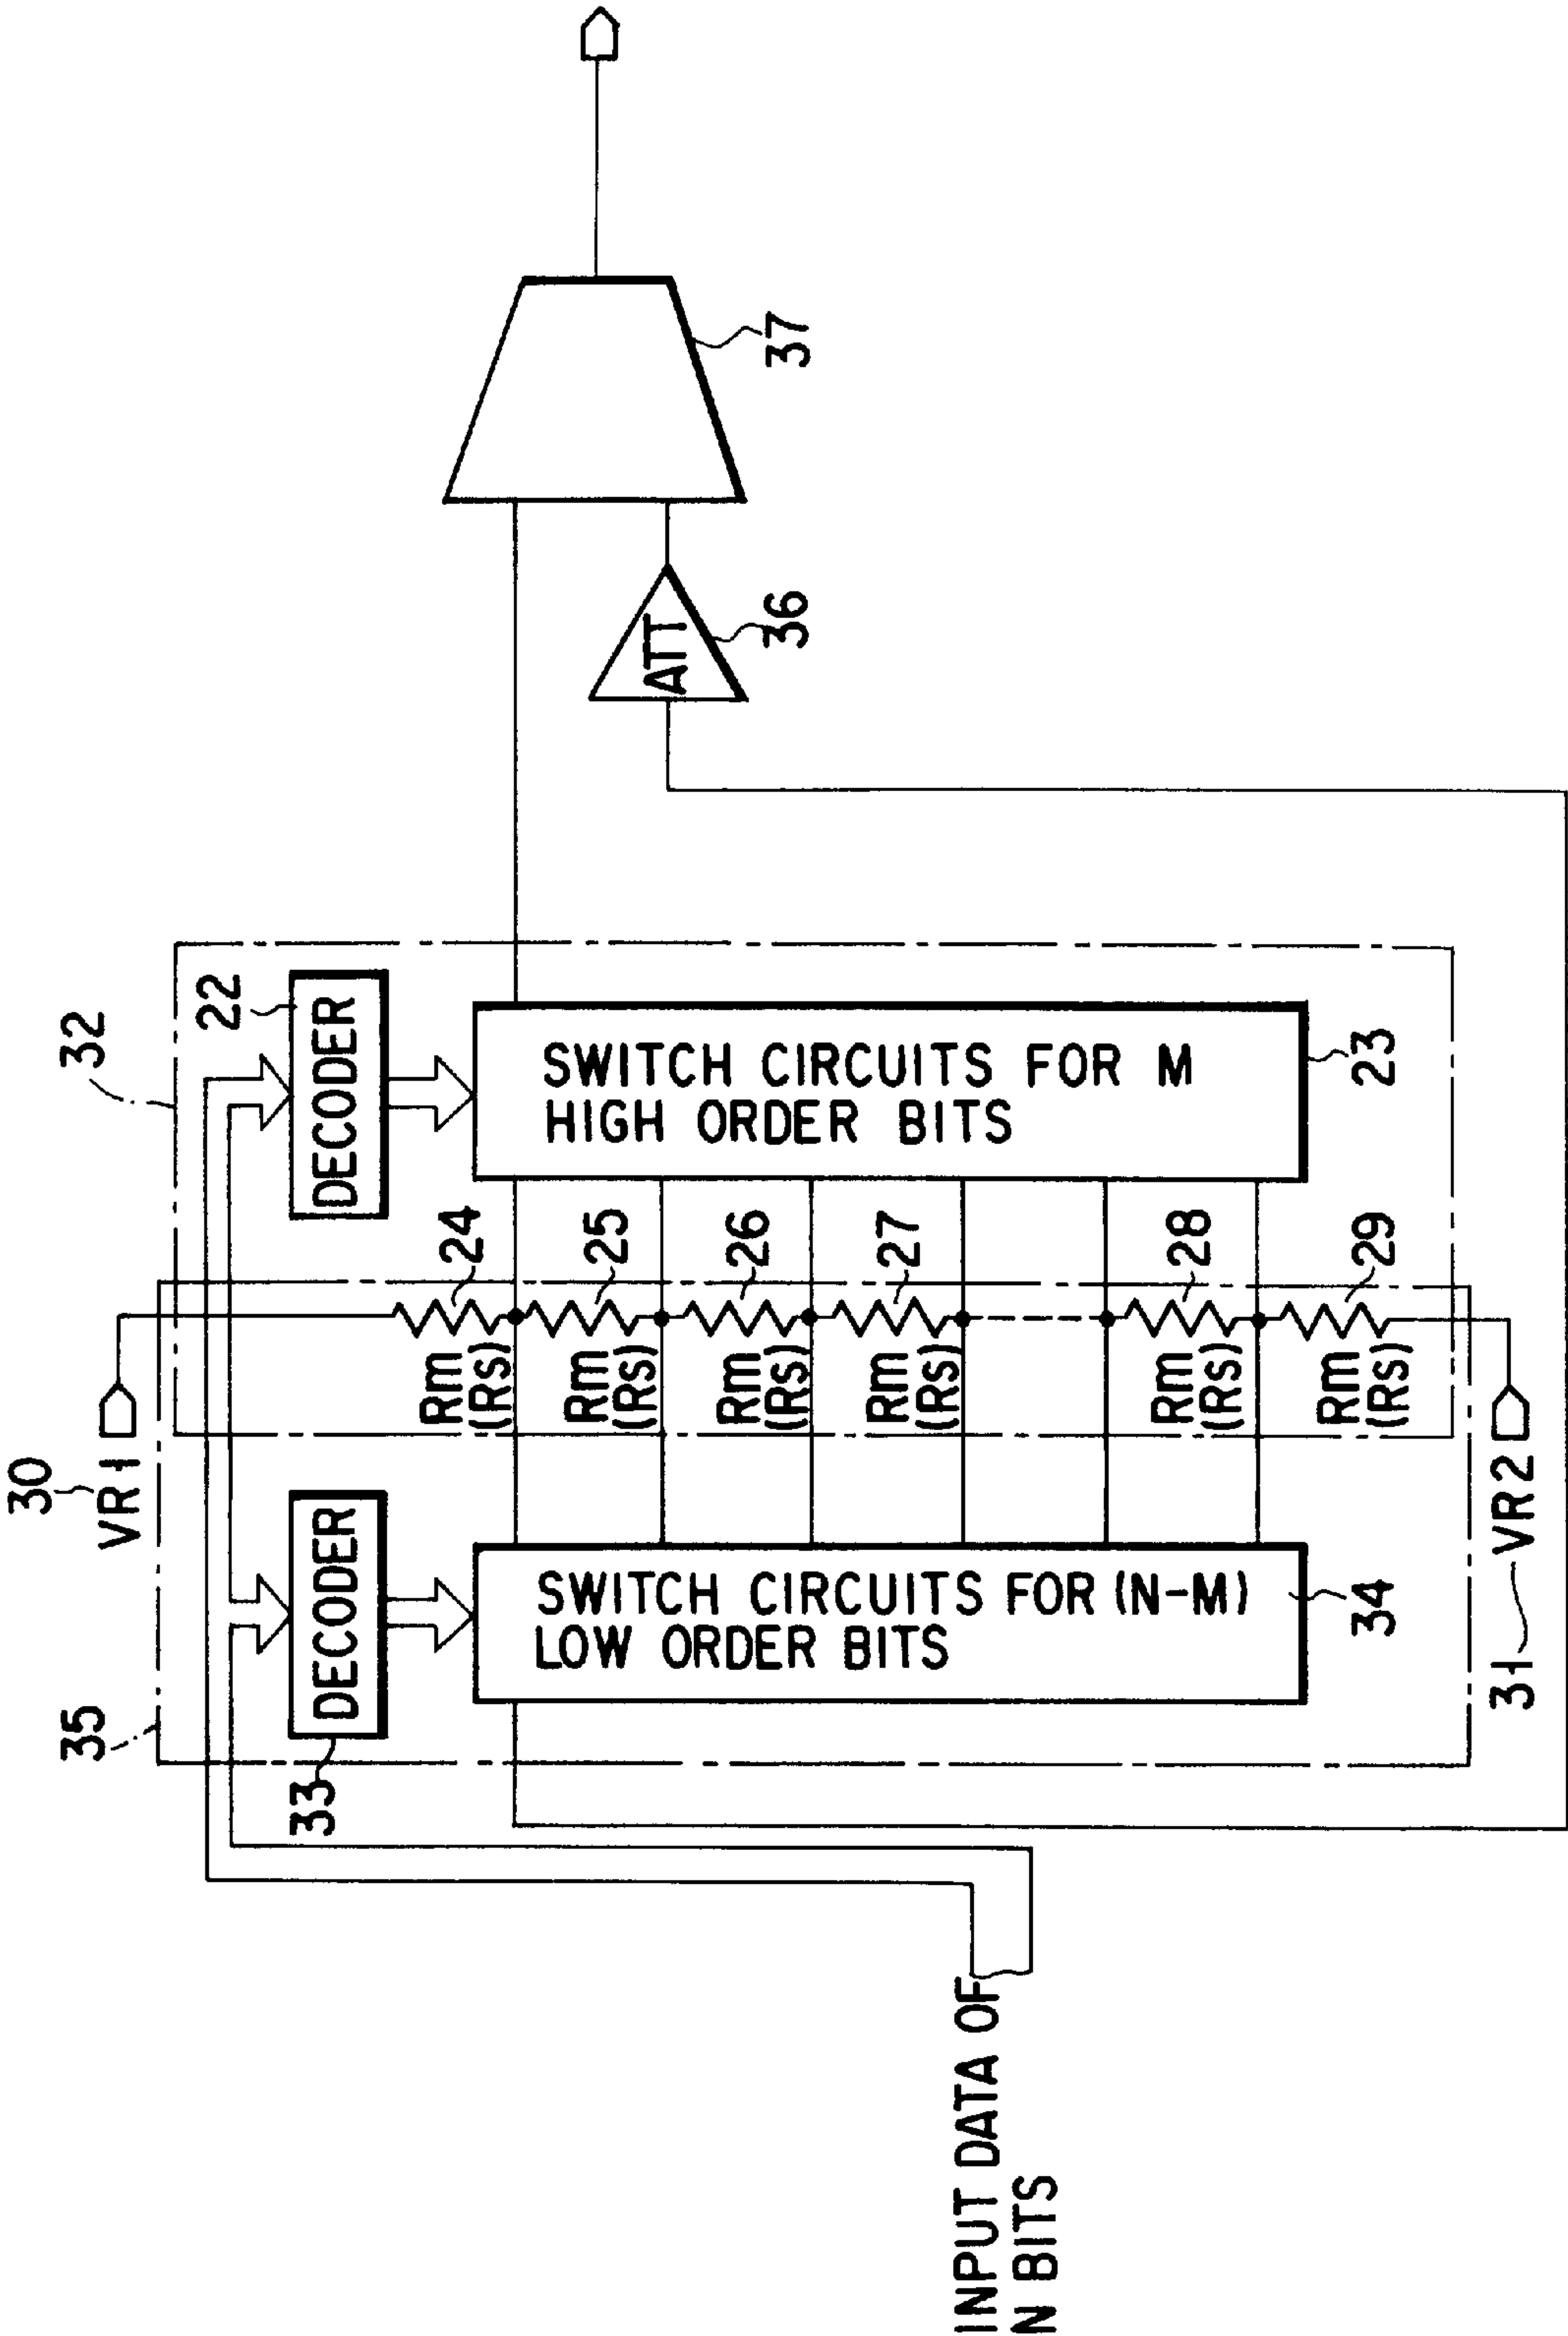 30
VR1
35
32
33
DECODER
22
DECODER
24
25
26
27
28
29
Rm
(Rs)
Rm
(Rs)
Rm
(Rs)
Rm
(Rs)
Rm
(Rs)
Rm
(Rs)
SWITCH CIRCUITS FOR (N-M)
LOW ORDER BITS
34
SWITCH CIRCUITS FOR M
HIGH ORDER BITS
23
31
VR2
ATT
36
37
INPUT DATA OF
N BITS